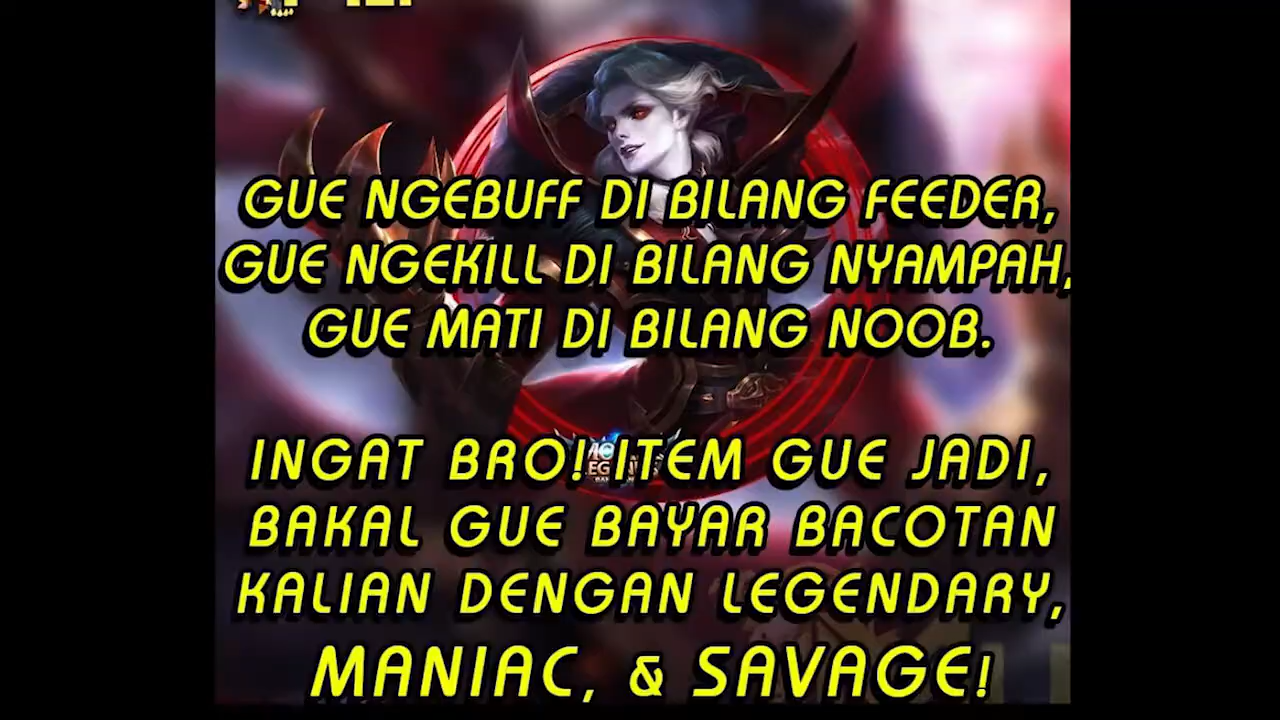 GUE NGEBUFF DI BILANG FEEDER,
GUE NGEKILL DI BILANG NYAMPAH,
GUE MATI DI BILANG NOOB.
INGAT BRO! ITEM GUE JADI,
BAKAL GUE BAYAR BACOTAN
KALIAN DENGAN LEGENDARY,
MANIAC, & SAVAGE!